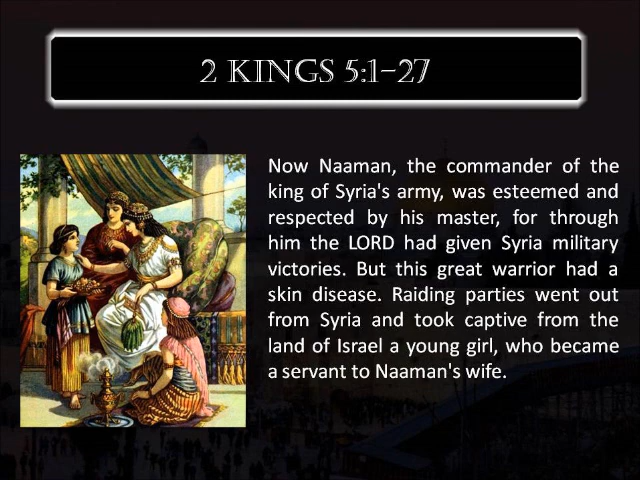 2 KINGS 5:1-27
Now Naaman, the commander of the
king of Syria's army, was esteemed and
respected by his master, for through
him the LORD had given Syria military
victories. But this great warrior had a
skin disease. Raiding parties went out
from Syria and took captive from the
land of Israel a young girl, who became
a servant to Naaman's wife.